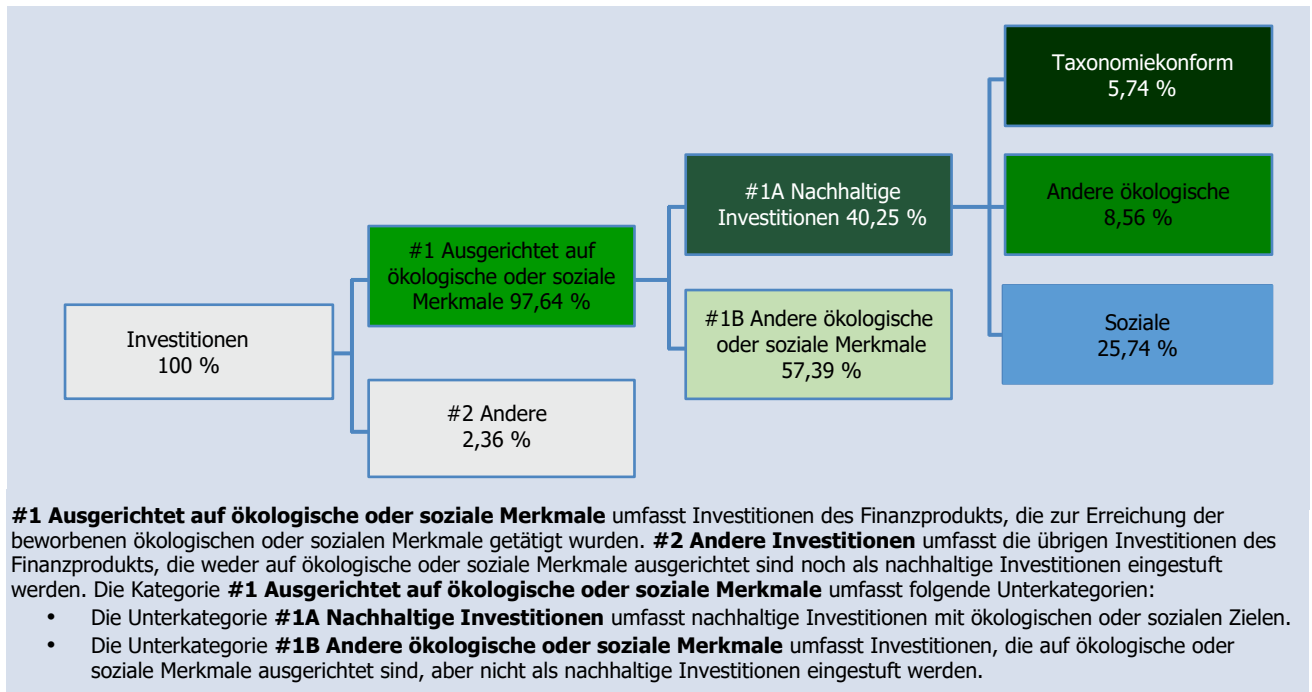 Investitionen
100 %
#1 Ausgerichtet auf
ökologische oder soziale
Merkmale 97,64 %
#2 Andere
2,36 %
#1A Nachhaltige
Investitionen 40,25 %
#1B Andere ökologische
oder soziale Merkmale
57,39 %
Taxonomiekonform
5,74 %
Andere ökologische
8,56 %
Soziale
25,74 %
#1 Ausgerichtet auf ökologische oder soziale Merkmale umfasst Investitionen des Finanzprodukts, die zur Erreichung der
beworbenen ökologischen oder sozialen Merkmale getätigt wurden. #2 Andere Investitionen umfasst die übrigen Investitionen des
Finanzprodukts, die weder auf ökologische oder soziale Merkmale ausgerichtet sind noch als nachhaltige Investitionen eingestuft
werden. Die Kategorie #1 Ausgerichtet auf ökologische oder soziale Merkmale umfasst folgende Unterkategorien:
• Die Unterkategorie #1A Nachhaltige Investitionen umfasst nachhaltige Investitionen mit ökologischen oder sozialen Zielen.
• Die Unterkategorie #1B Andere ökologische oder soziale Merkmale umfasst Investitionen, die auf ökologische oder
soziale Merkmale ausgerichtet sind, aber nicht als nachhaltige Investitionen eingestuft werden.